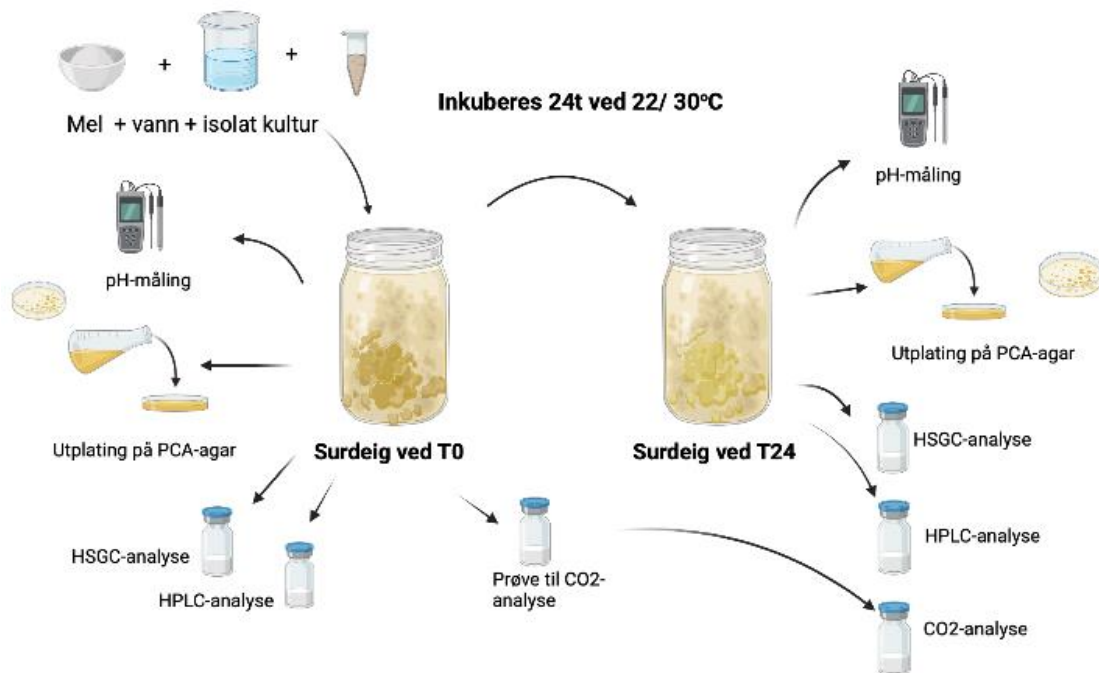 Mel + vann + isolat kultur
+
+
Inkuberes 24t ved 22/ 30°C
pH-måling
pH-måling
Utplating på PCA-agar
Utplating på PCA-agar
Surdeig ved T0
Surdeig ved T24
HSGC-analyse
HPLC-analyse
Prøve til CO2-
analyse
HSGC-analyse
HPLC-analyse
CO2-analyse